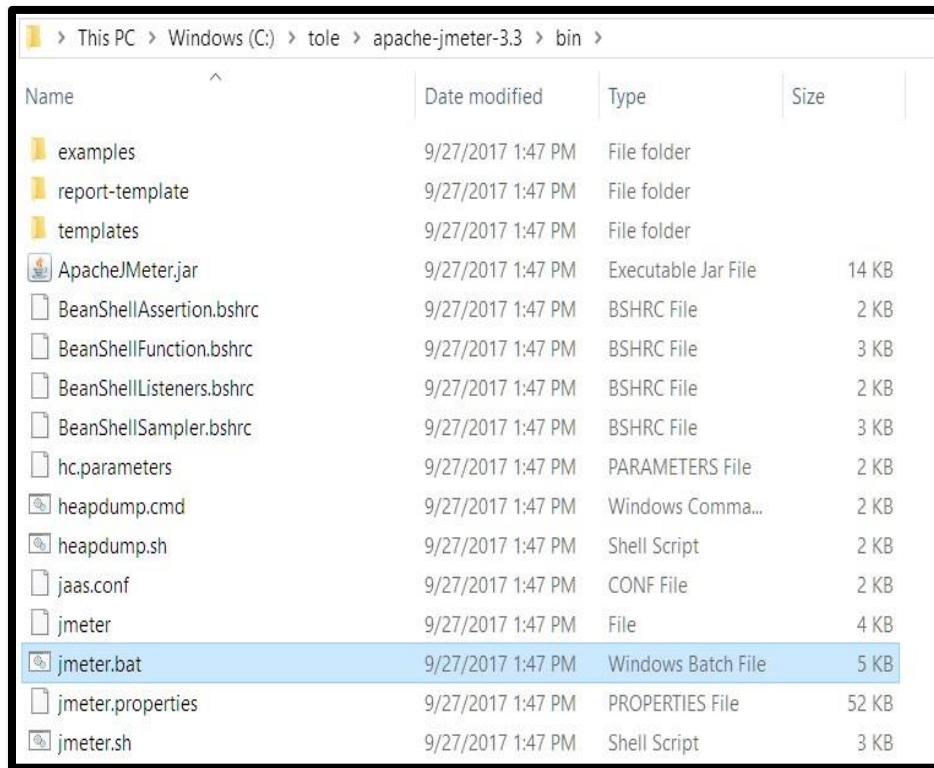 > This PC > Windows (C:) > tole > apache-jmeter-3.3 > bin >
Name Date modified Type Size
examples 9/27/2017 1:47 PM File folder
report-template 9/27/2017 1:47 PM File folder
templates 9/27/2017 1:47 PM File folder
ApacheJMeter.jar 9/27/2017 1:47 PM Executable Jar File 14 KB
BeanShellAssertion.bshrc 9/27/2017 1:47 PM BSHRC File 2 KB
BeanShellFunction.bshrc 9/27/2017 1:47 PM BSHRC File 3 KB
BeanShellListeners.bshrc 9/27/2017 1:47 PM BSHRC File 2 KB
BeanShellSampler.bshrc 9/27/2017 1:47 PM BSHRC File 3 KB
hc.parameters 9/27/2017 1:47 PM PARAMETERS File 2 KB
heapdump.cmd 9/27/2017 1:47 PM Windows Comma... 2 KB
heapdump.sh 9/27/2017 1:47 PM Shell Script 2 KB
jaas.conf 9/27/2017 1:47 PM CONF File 2 KB
jmeter 9/27/2017 1:47 PM File 4 KB
jmeter.bat 9/27/2017 1:47 PM Windows Batch File 5 KB
jmeter.properties 9/27/2017 1:47 PM PROPERTIES File 52 KB
jmeter.sh 9/27/2017 1:47 PM Shell Script 3 KB